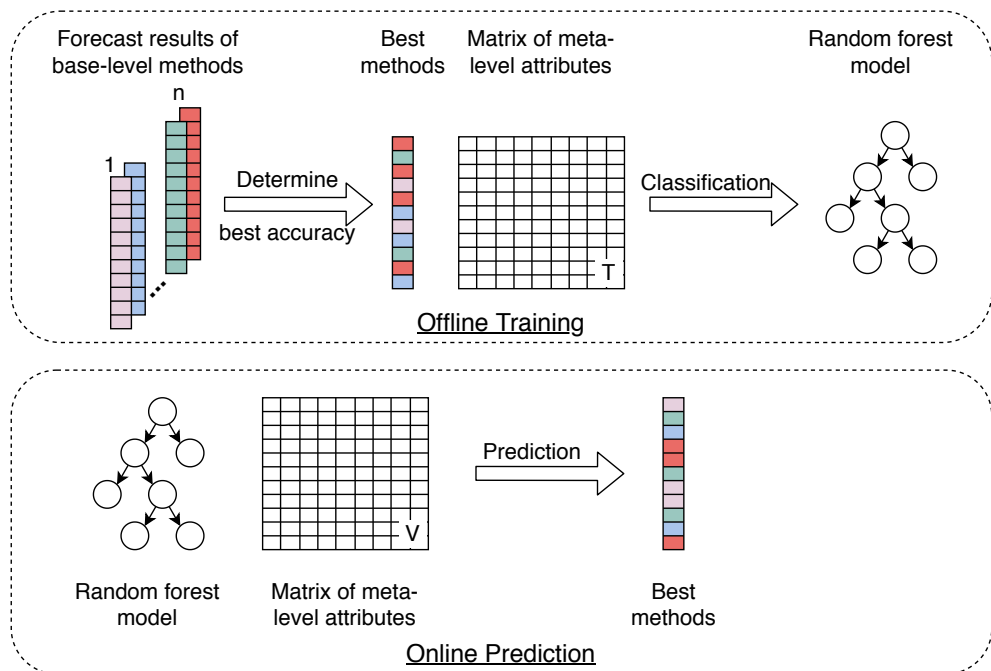 Forecast results of
base-level methods
Best
methods
Matrix of meta-
level attributes
Random forest
model
n
1
Determine
best accuracy
Classification
T
Offline Training
Prediction
V
Random forest
model
Matrix of meta-
level attributes
Best
methods
Online Prediction